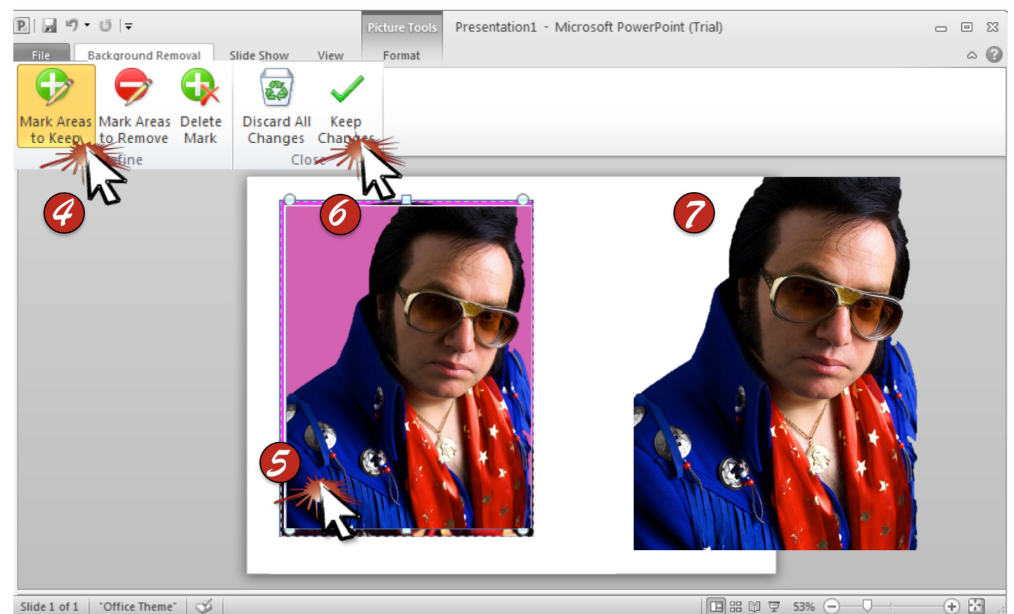 Picture Tools
Presentation1 - Microsoft PowerPoint (Trial)
File Background Removal Slide Show View Format
Mark Areas to Keep
Mark Areas to Remove
Delete Mark
Discard All Changes
Keep Changes
Refine
Close
4
6
7
5
Slide 1 of 1 "Office Theme" 53%